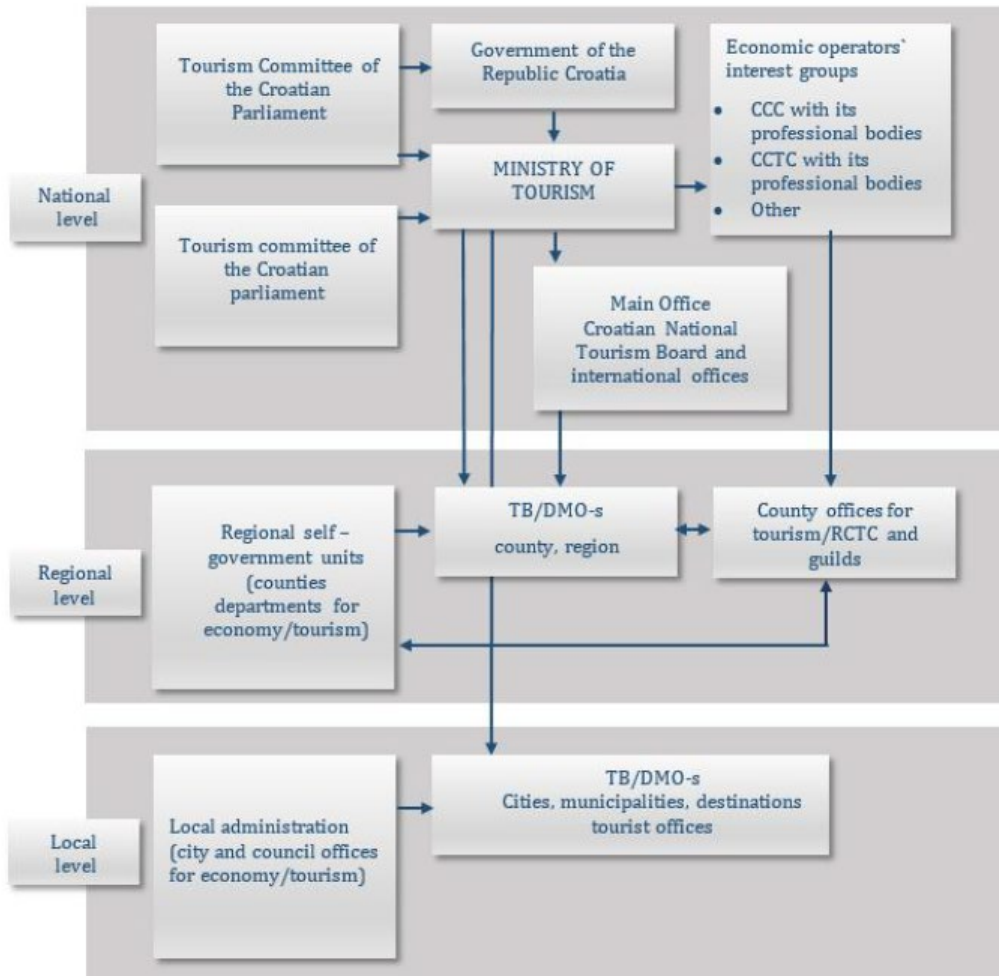 National
level
Tourism Committee of
the Croatian
Parliament
Government of the
Republic Croatia
Economic operators`
interest groups
• CCC with its
professional bodies
• CCTC with its
professional bodies
• Other
MINISTRY OF
TOURISM
Tourism committee of
the Croatian
parliament
Main Office
Croatian National
Tourism Board and
international offices
Regional
level
Regional self –
government units
(counties
departments for
economy/tourism)
TB/DMO-s
county, region
County offices for
tourism/RCTC and
guilds
Local
level
Local administration
(city and council offices
for economy/tourism)
TB/DMO-s
Cities, municipalities, destinations
tourist offices